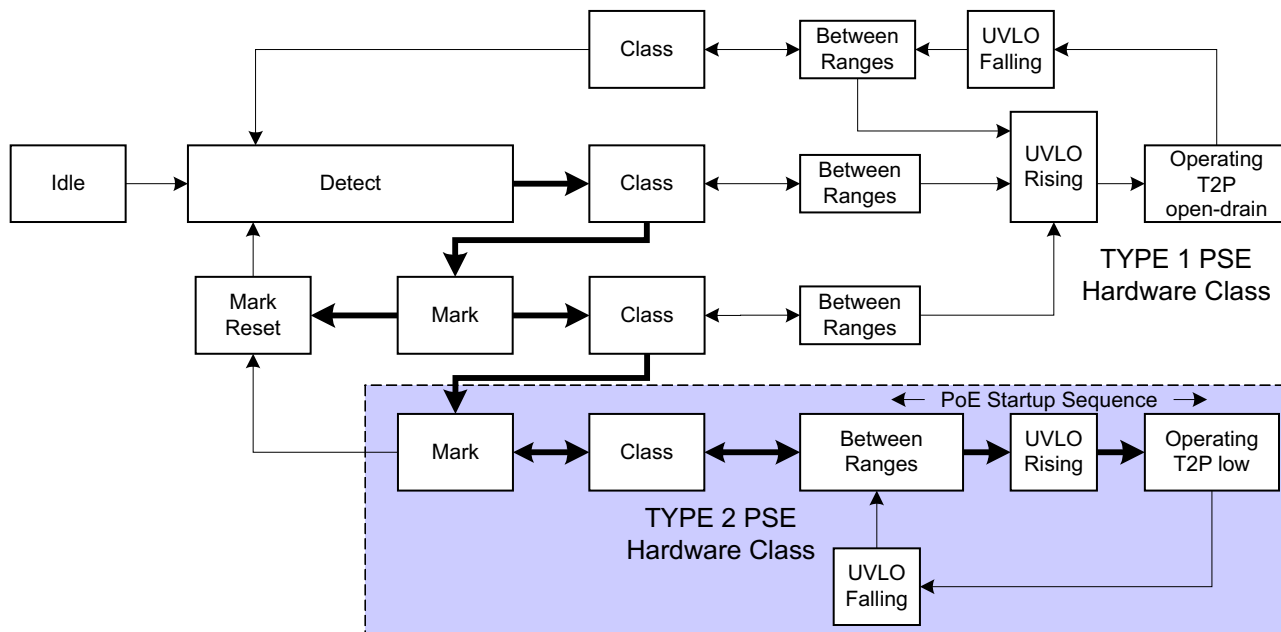 Class
Between
Ranges
UVLO
Falling
Idle
Detect
Class
Between
Ranges
UVLO
Rising
Operating
T2P
open-drain
TYPE 1 PSE
Hardware Class
Mark
Reset
Mark
Class
Between
Ranges
PoE Startup Sequence
Mark
Class
Between
Ranges
UVLO
Rising
Operating
T2P low
TYPE 2 PSE
Hardware Class
UVLO
Falling